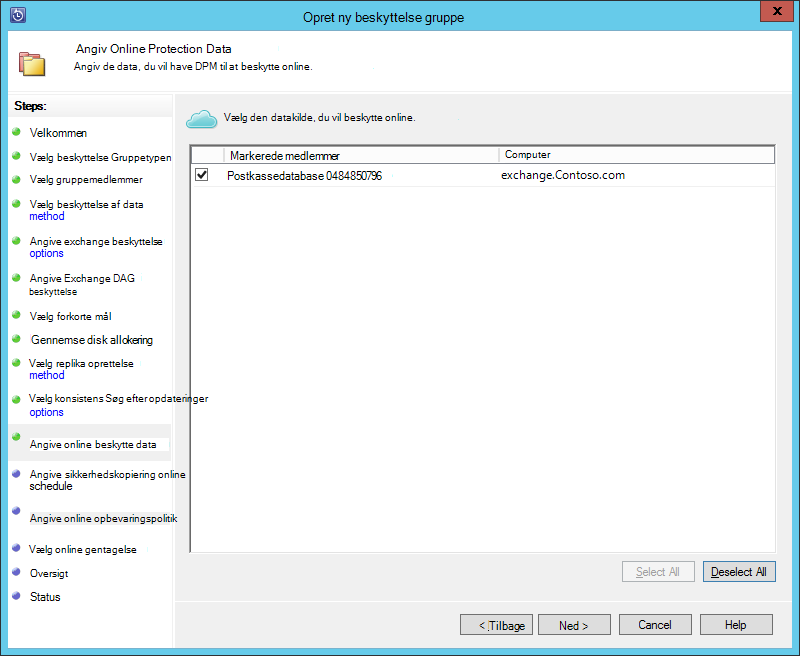 Opret ny beskyttelse gruppe
x
Angiv Online Protection Data
Angiv de data, du vil have DPM til at beskytte online.
Steps:
Velkommen
Vælg beskyttelse Gruppetypen
Vælg gruppemedlemmer
Vælg beskyttelse af data
method
Angive exchange beskyttelse
options
Angive Exchange DAG
beskyttelse
Vælg forkorte mål
Gennemse disk allokering
Vælg replika oprettelse
method
Vælg konsistens Søg efter opdateringer
options
Angive online beskytte data
Angive sikkerhedskopiering online
schedule
Angive online opbevaringspolitik
Vælg online gentagelse
Oversigt
Status
Vælg den datakilde, du vil beskytte online.
Markerede medlemmer Computer
Postkassedatabase 0484850796 exchange.Contoso.com
Select All Deselect All
< Tilbage Ned > Cancel Help